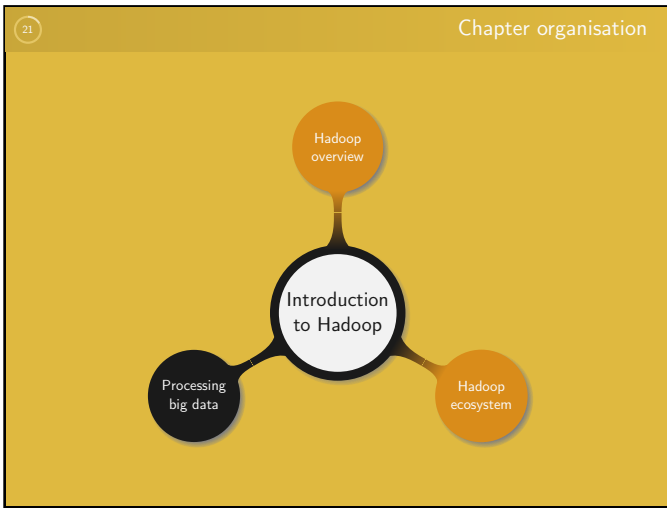 21
Chapter organisation
Hadoop
overview
Introduction
to Hadoop
Processing
big data
Hadoop
ecosystem